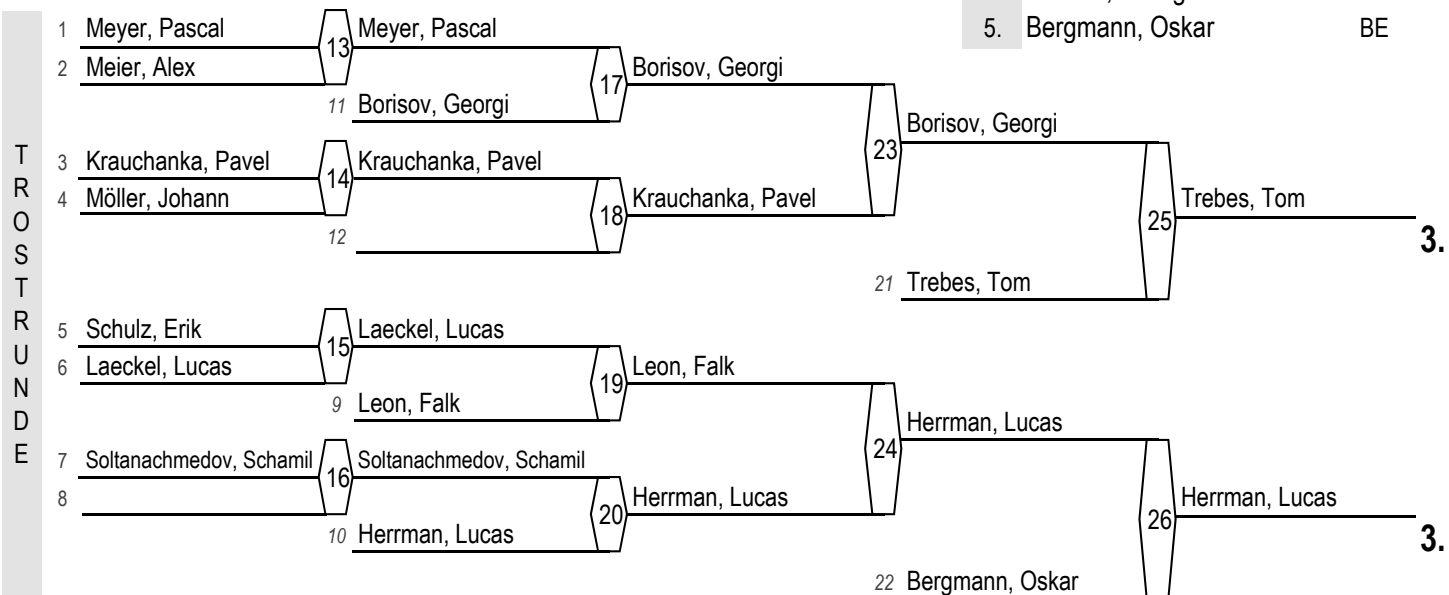 5. Bergmann, Oskar BE
TROSTRUNDE
1 Meyer, Pascal 13 Meyer, Pascal
2 Meier, Alex 17 Borisov, Georgi
11 Borisov, Georgi
23 Borisov, Georgi
3 Krauchanka, Pavel 14 Krauchanka, Pavel
4 Möller, Johann 18 Krauchanka, Pavel 25 Trebes, Tom
12
3.
21 Trebes, Tom
5 Schulz, Erik 15 Laeckel, Lucas
6 Laeckel, Lucas 19 Leon, Falk
9 Leon, Falk
24 Herrman, Lucas
7 Soltanachmedov, Schamil 16 Soltanachmedov, Schamil
8 20 Herrman, Lucas 26 Herrman, Lucas
10 Herrman, Lucas
3.
22 Bergmann, Oskar